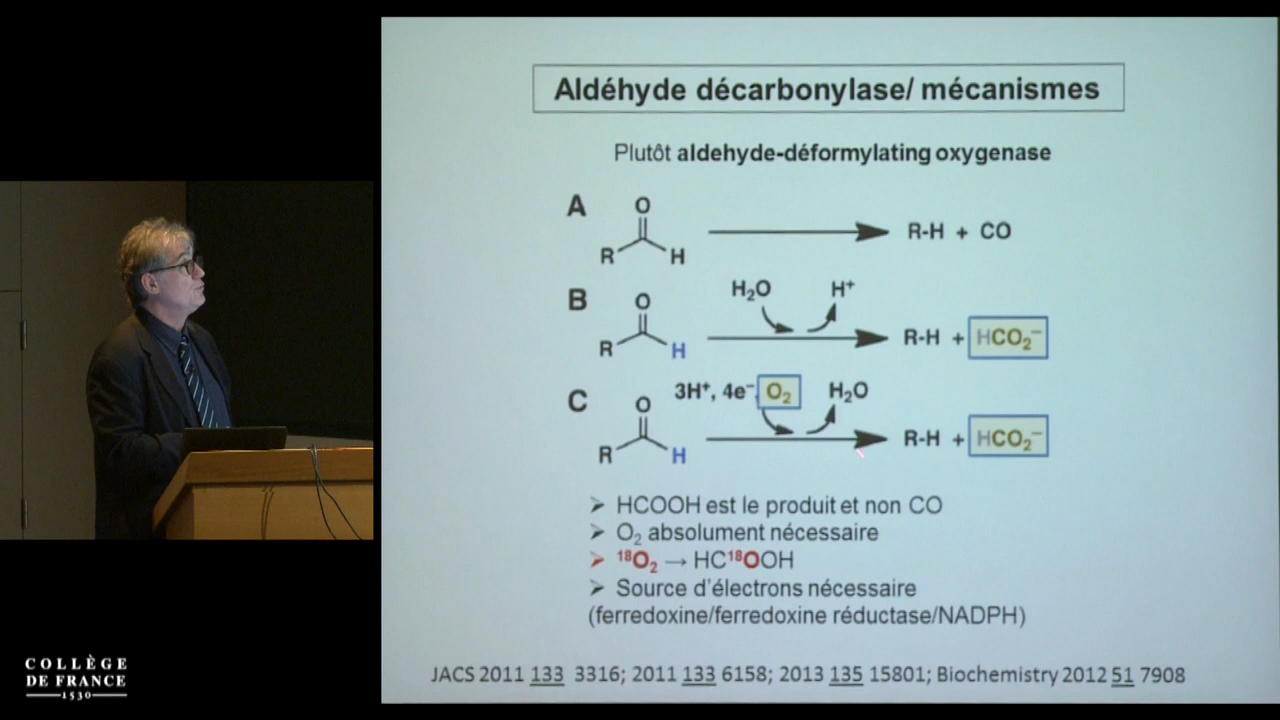 Aldéhyde décarbonylase/ mécanismes
Plutôt aldehyde-déformylating oxygenase
A
O
R H
R-H + CO
B
O
R H
H₂O H⁺
R-H + HCO₂⁻
C
O
R H
3H⁺, 4e⁻ O₂ H₂O
R-H + HCO₂⁻
➢ HCOOH est le produit et non CO
➢ O₂ absolument nécessaire
➢ ¹⁸O₂ → HC¹⁸OOH
➢ Source d'électrons nécessaire
(ferredoxine/ferredoxine réductase/NADPH)
JACS 2011 133 3316; 2011 133 6158; 2013 135 15801; Biochemistry 2012 51 7908
COLLÈGE
DE FRANCE
1530